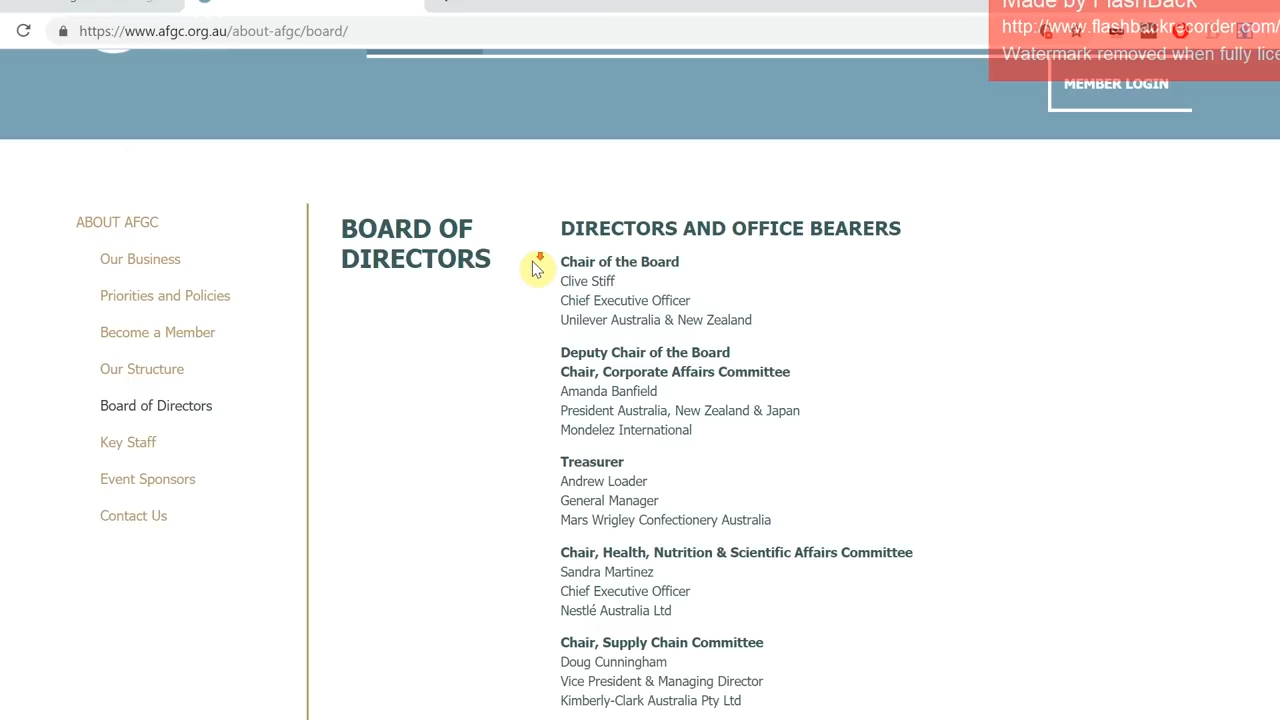 Made by FlashBack
https://www.afgc.org.au/about-afgc/board/
http://www.flashbackrecorder.com/
Watermark removed when fully lice
MEMBER LOGIN
ABOUT AFGC
Our Business
Priorities and Policies
Become a Member
Our Structure
Board of Directors
Key Staff
Event Sponsors
Contact Us
BOARD OF
DIRECTORS
DIRECTORS AND OFFICE BEARERS
Chair of the Board
Clive Stiff
Chief Executive Officer
Unilever Australia & New Zealand
Deputy Chair of the Board
Chair, Corporate Affairs Committee
Amanda Banfield
President Australia, New Zealand & Japan
Mondelez International
Treasurer
Andrew Loader
General Manager
Mars Wrigley Confectionery Australia
Chair, Health, Nutrition & Scientific Affairs Committee
Sandra Martinez
Chief Executive Officer
Nestlé Australia Ltd
Chair, Supply Chain Committee
Doug Cunningham
Vice President & Managing Director
Kimberly-Clark Australia Pty Ltd